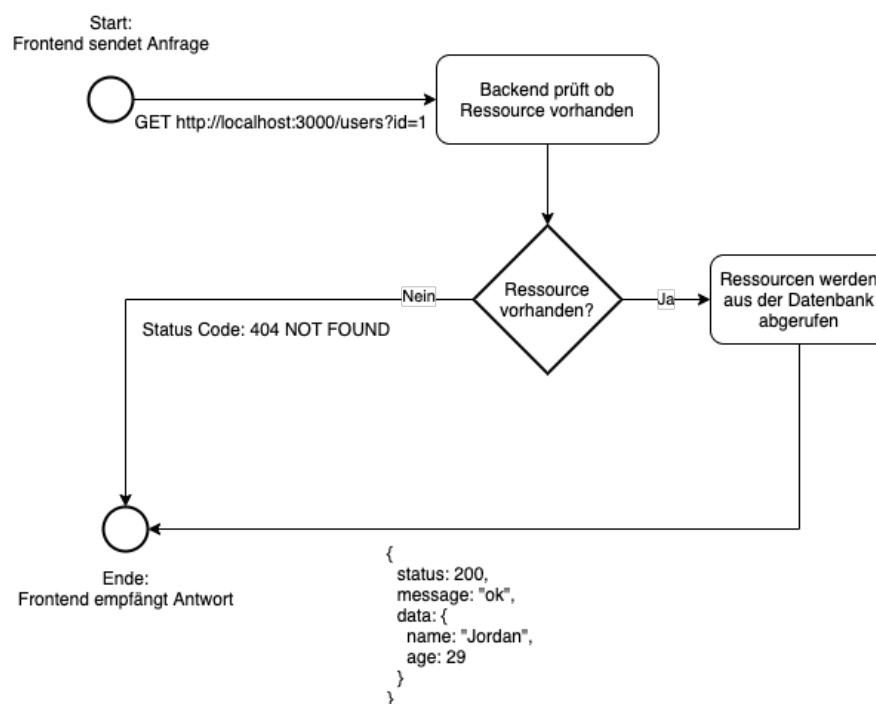 Start:
Frontend sendet Anfrage
GET http://localhost:3000/users?id=1
Backend prüft ob
Ressource vorhanden
Ressource
vorhanden?
Nein
Ja
Ressourcen werden
aus der Datenbank
abgerufen
Status Code: 404 NOT FOUND
Ende:
Frontend empfängt Antwort
{
status: 200,
message: "ok",
data: {
name: "Jordan",
age: 29
}
}